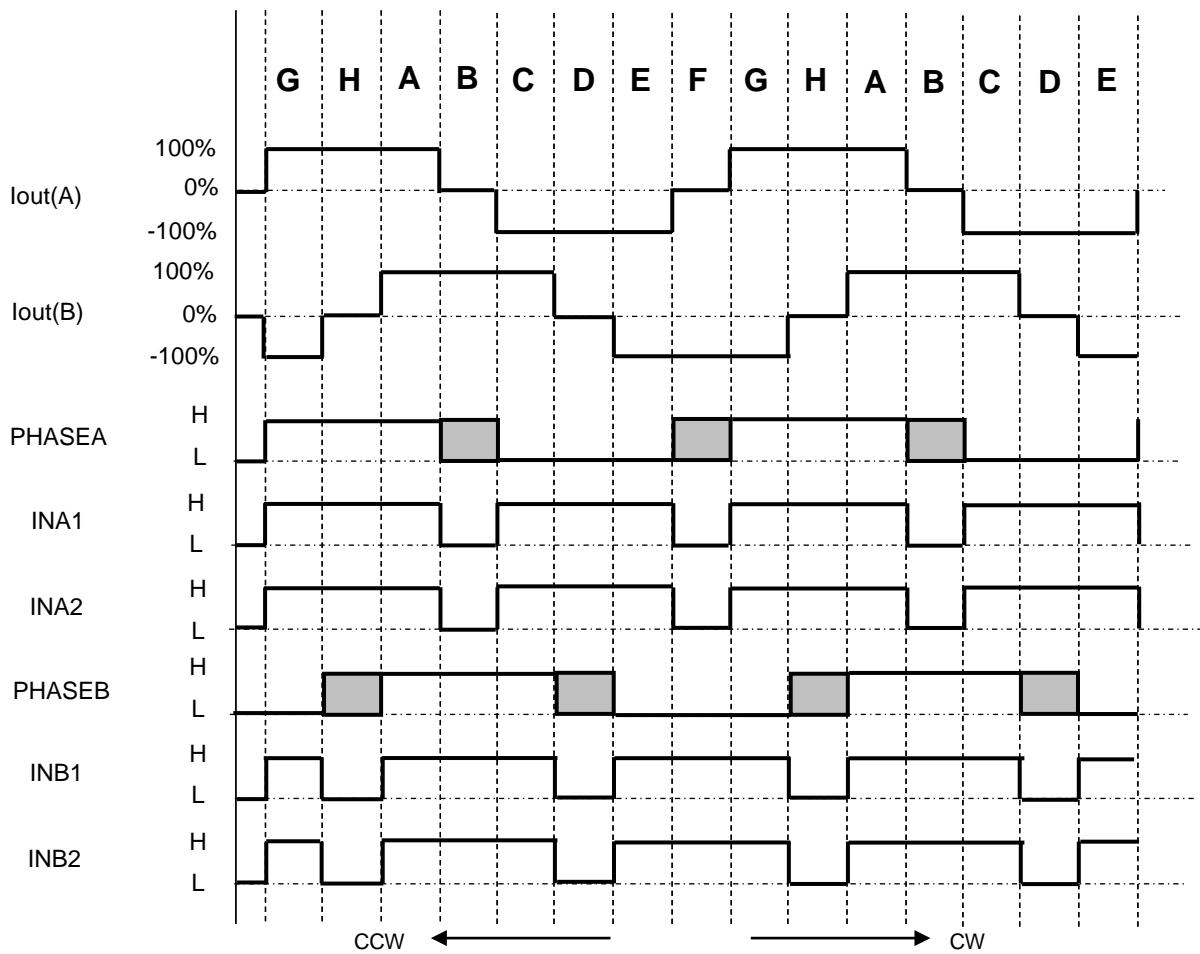 G H A B C D E F G H A B C D E
100%
Iout(A) 0%
-100%
100%
Iout(B) 0%
-100%
H
PHASEA
L
H
INA1
L
H
INA2
L
H
PHASEB
L
H
INB1
L
H
INB2
L
CCW CW